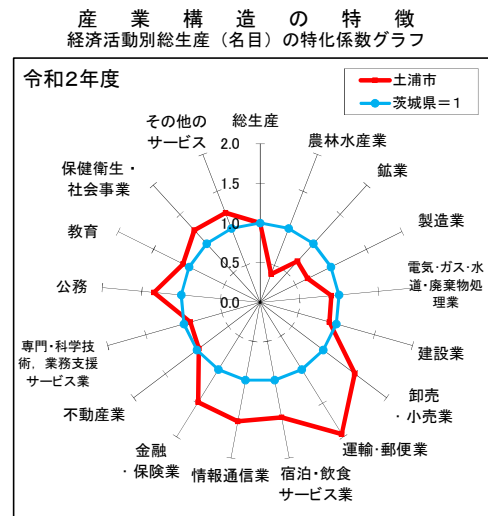 産業構造の特徴
経済活動別総生産（名目）の特化係数グラフ
令和2年度
土浦市
茨城県＝1
総生産
農林水産業
鉱業
製造業
電気･ガス･水
道･廃棄物処
理業
建設業
卸売
・小売業
運輸･郵便業
宿泊・飲食
サービス業
情報通信業
金融
・保険業
不動産業
専門・科学技
術，業務支援
サービス業
公務
教育
保健衛生・
社会事業
その他の
サービス
2.0
1.5
1.0
0.5
0.0